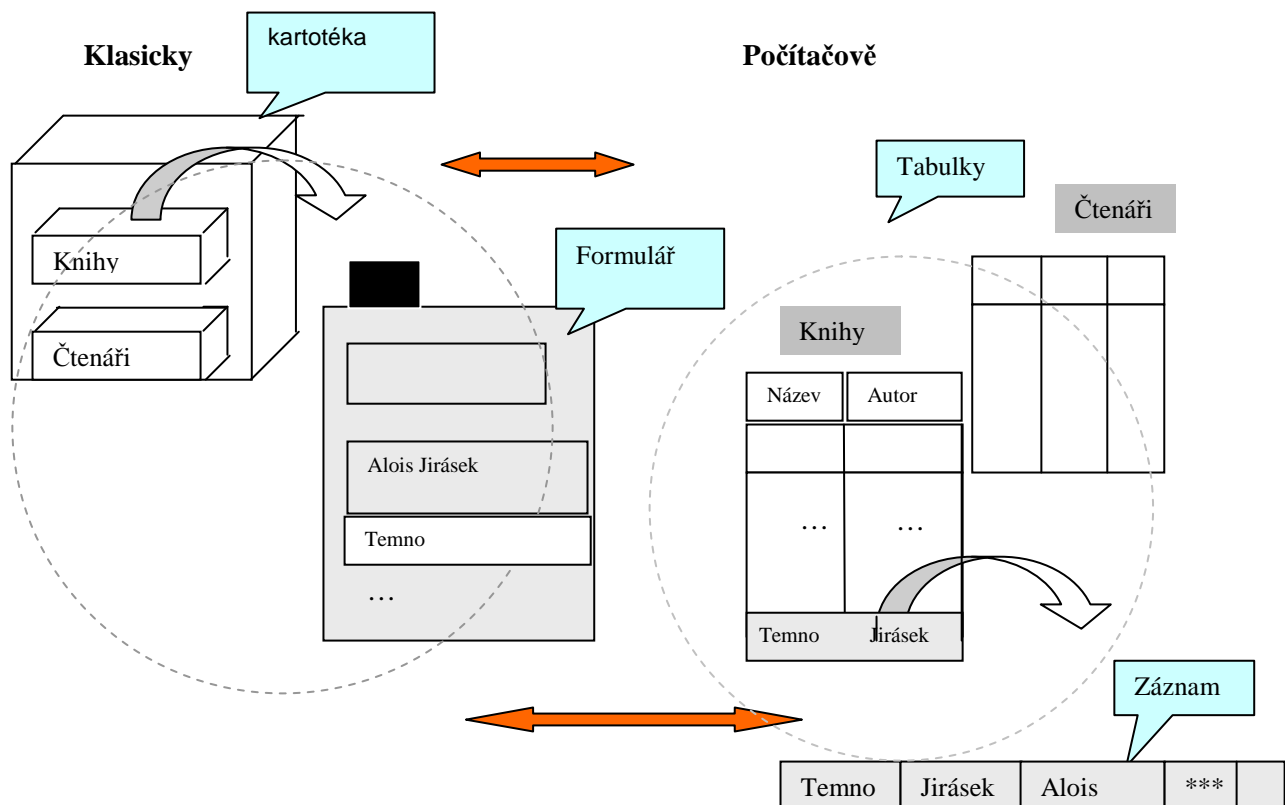 Klasicky
kartotéka
Počítačově
Knihy
Čtenáři
Formulář
Alois Jirásek
Temno
…
Tabulky
Čtenáři
Knihy
Název Autor
… …
Temno Jirásek
Záznam
Temno Jirásek Alois ***